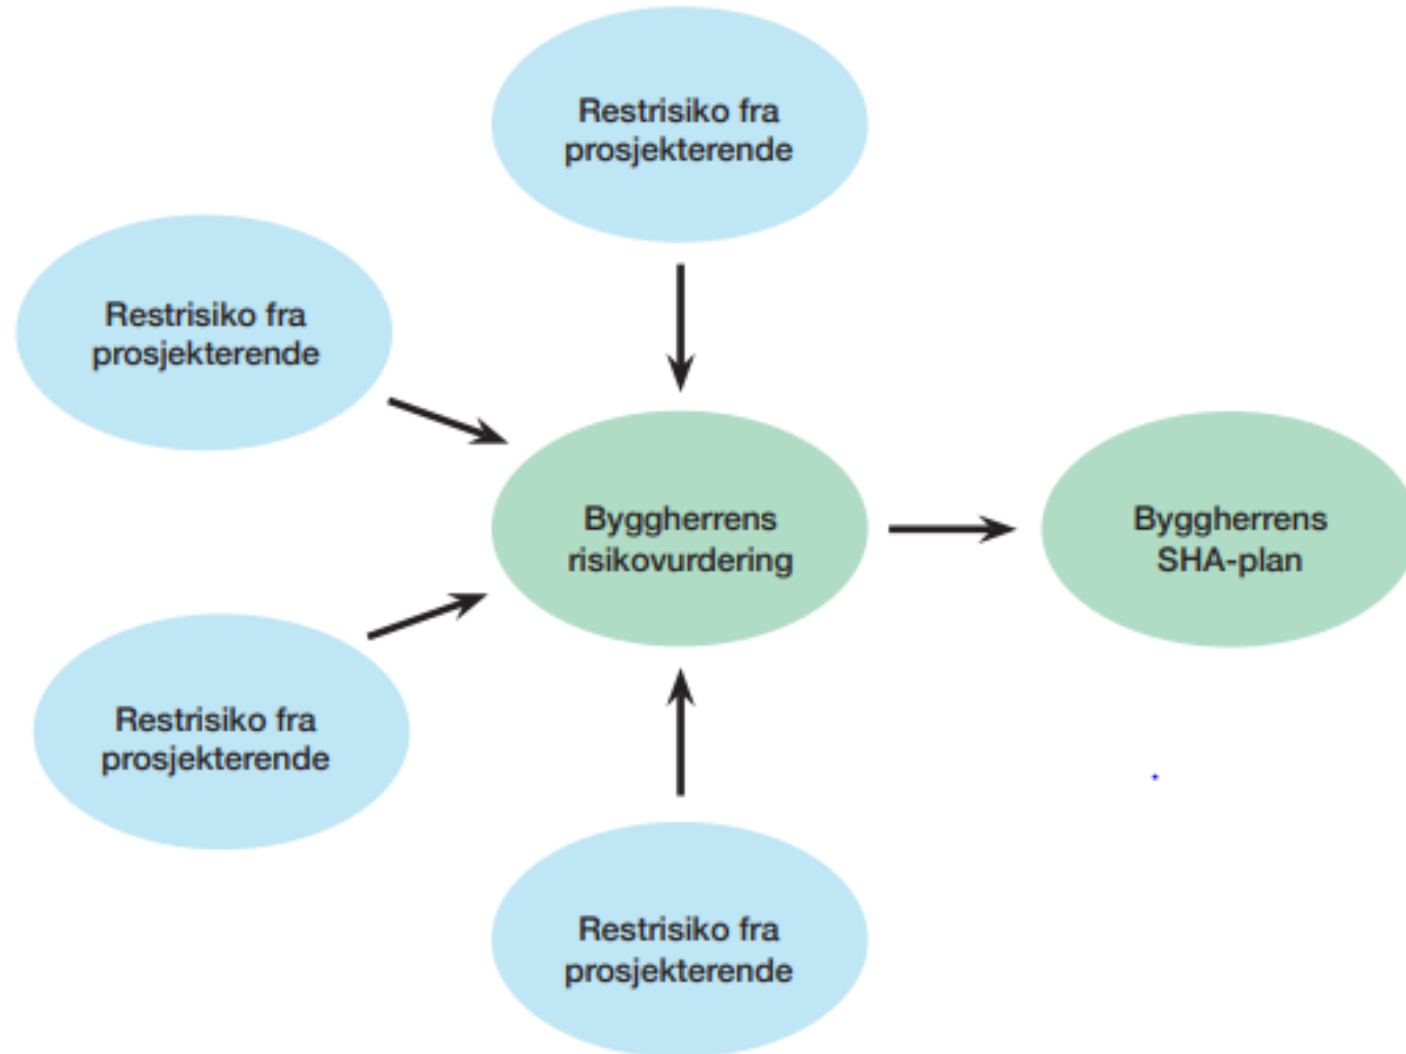 Restrisiko fra
prosjekterende
Restrisiko fra
prosjekterende
Byggherrens
risikovurdering
Byggherrens
SHA-plan
Restrisiko fra
prosjekterende
Restrisiko fra
prosjekterende